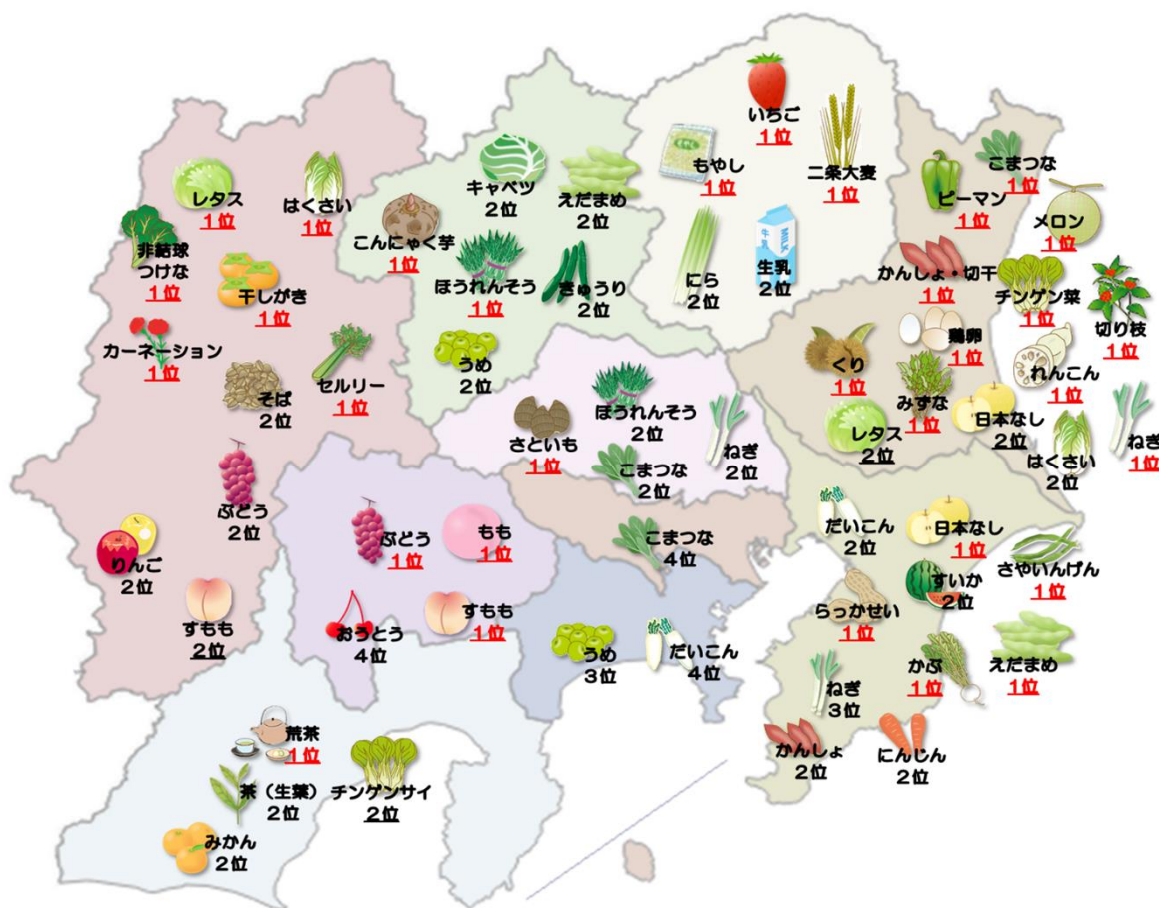 レタス
1位
はくさい
1位
非結球
つけな
1位
干しがき
1位
カーネーション
1位
そば
2位
セルリー
1位
ぶどう
2位
りんご
2位
すもも
2位
キャベツ
2位
えだまめ
2位
こんにゃく芋
1位
ほうれんそう
1位
きゅうり
2位
うめ
2位
いちご
1位
もやし
1位
二条大麦
1位
にら
2位
牛乳
MILK
生乳
2位
こまつな
1位
ピーマン
1位
メロン
1位
かんしょ・切干
1位
チンゲン菜
1位
切り枝
1位
くり
1位
鶏卵
1位
れんこん
1位
みずな
1位
レタス
2位
日本なし
2位
はくさい
2位
ねぎ
1位
さといも
1位
ほうれんそう
2位
こまつな
2位
ねぎ
2位
こまつな
4位
ぶどう
1位
もも
1位
おうとう
4位
すもも
1位
うめ
3位
だいこん
4位
だいこん
2位
日本なし
1位
さやいんげん
1位
すいか
2位
らっかせい
1位
かぶ
1位
えだまめ
1位
ねぎ
3位
かんしょ
2位
にんじん
2位
荒茶
1位
茶（生葉）
2位
チンゲンサイ
2位
みかん
2位